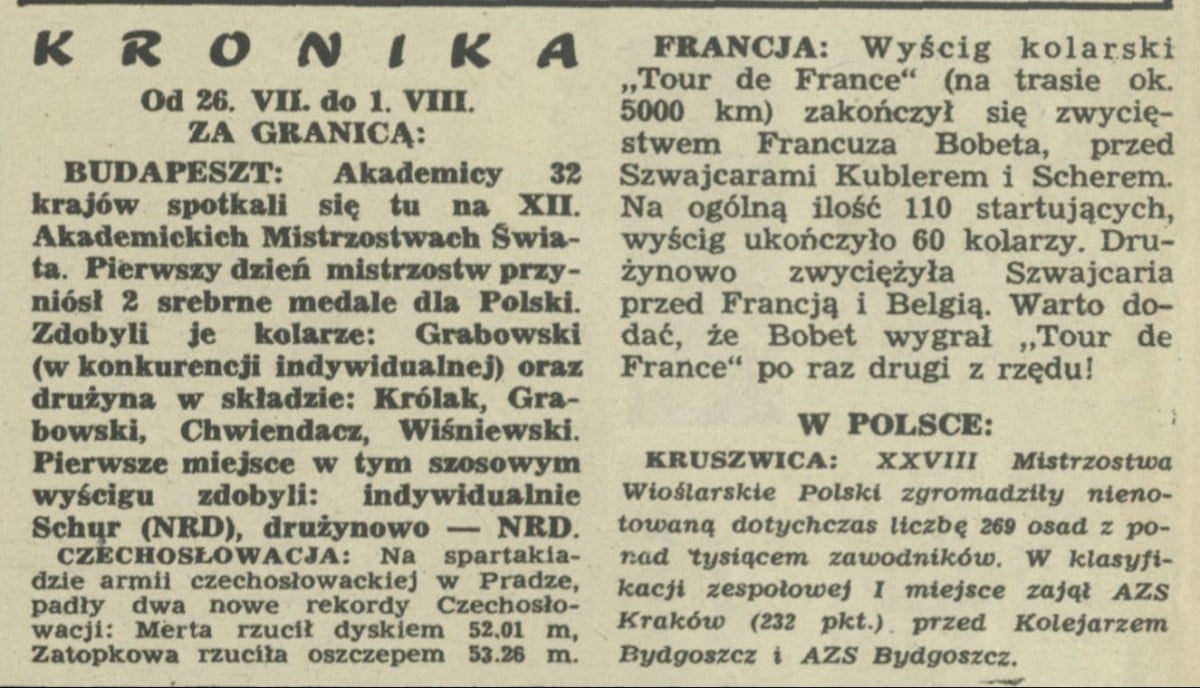 KRONIKA
Od 26. VII. do 1. VIII.
ZA GRANICĄ:
BUDAPESZT: Akademicy 32
krajów spotkali się tu na XII.
Akademickich Mistrzostwach Świa-
ta. Pierwszy dzień mistrzostw przy-
niósł 2 srebrne medale dla Polski.
Zdobyli je kolarze: Grabowski
(w konkurencji indywidualnej) oraz
drużyna w składzie: Królak, Gra-
bowski, Chwiendacz, Wiśniewski.
Pierwsze miejsce w tym szosowym
wyścigu zdobyli: indywidualnie
Schur (NRD), drużynowo — NRD.
CZECHOSŁOWACJA: Na spartakia-
dzie armii czechosłowackiej w Pradze,
padły dwa nowe rekordy Czechosło-
wacji: Merta rzucił dyskiem 52.01 m,
Zatopkowa rzuciła oszczepem 53.26 m.
FRANCJA: Wyścig kolarski
„Tour de France“ (na trasie ok.
5000 km) zakończył się zwycię-
stwem Francuza Bobeta, przed
Szwajcarami Kublerem i Scherem.
Na ogólną ilość 110 startujących,
wyścig ukończyło 60 kolarzy. Dru-
żynowo zwyciężyła Szwajcaria
przed Francją i Belgią. Warto do-
dać, że Bobet wygrał „Tour de
France“ po raz drugi z rzędu!
W POLSCE:
KRUSZWICA: XXVIII Mistrzostwa
Wioślarskie Polski zgromadziły nieno-
towaną dotychczas liczbę 269 osad z po-
nad tysiącem zawodników. W klasyfi-
kacji zespołowej I miejsce zajął AZS
Kraków (232 pkt.) przed Kolejarzem
Bydgoszcz i AZS Bydgoszcz.